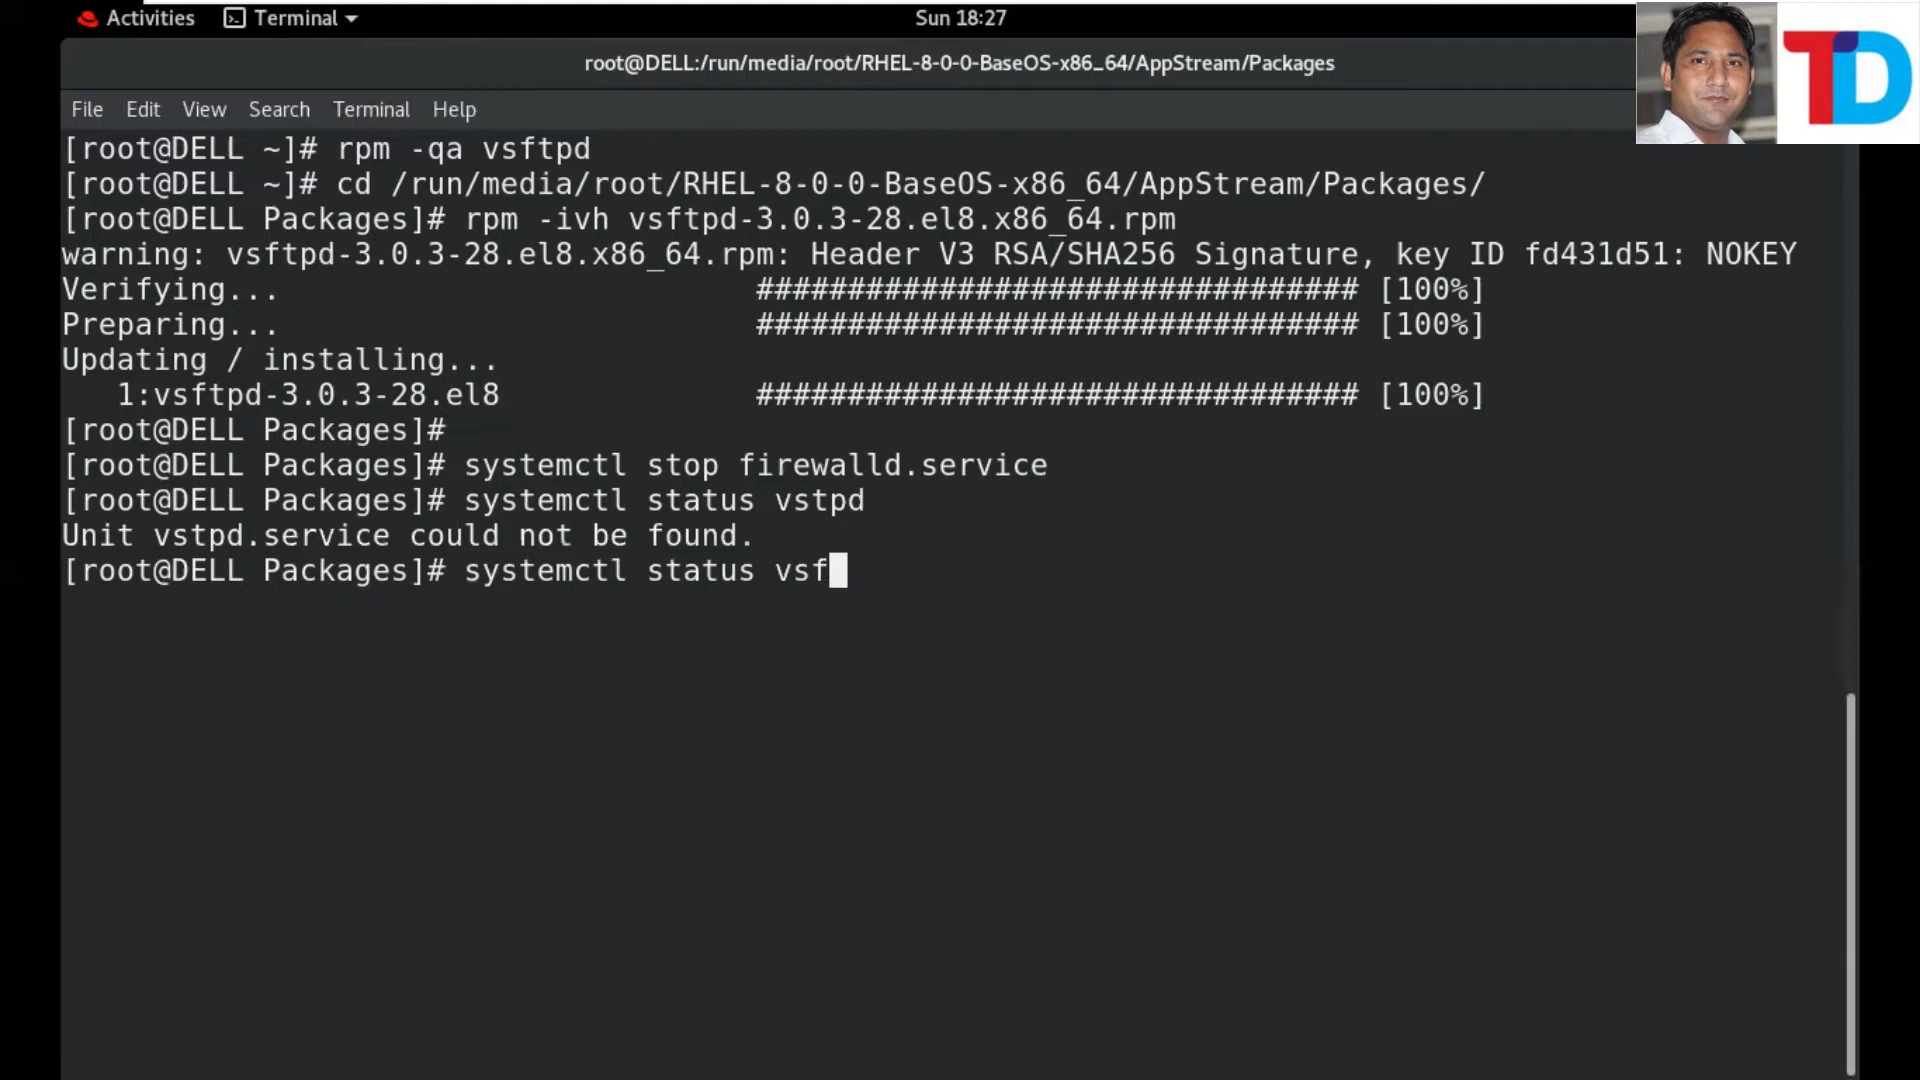 Activities Terminal Sun 18:27
root@DELL:/run/media/root/RHEL-8-0-0-BaseOS-x86_64/AppStream/Packages
TD
File Edit View Search Terminal Help
[root@DELL ~]# rpm -qa vsftpd
[root@DELL ~]# cd /run/media/root/RHEL-8-0-0-BaseOS-x86_64/AppStream/Packages/
[root@DELL Packages]# rpm -ivh vsftpd-3.0.3-28.el8.x86_64.rpm
warning: vsftpd-3.0.3-28.el8.x86_64.rpm: Header V3 RSA/SHA256 Signature, key ID fd431d51: NOKEY
Verifying... ################################# [100%]
Preparing... ################################# [100%]
Updating / installing...
1:vsftpd-3.0.3-28.el8 ################################# [100%]
[root@DELL Packages]#
[root@DELL Packages]# systemctl stop firewalld.service
[root@DELL Packages]# systemctl status vstpd
Unit vstpd.service could not be found.
[root@DELL Packages]# systemctl status vsf